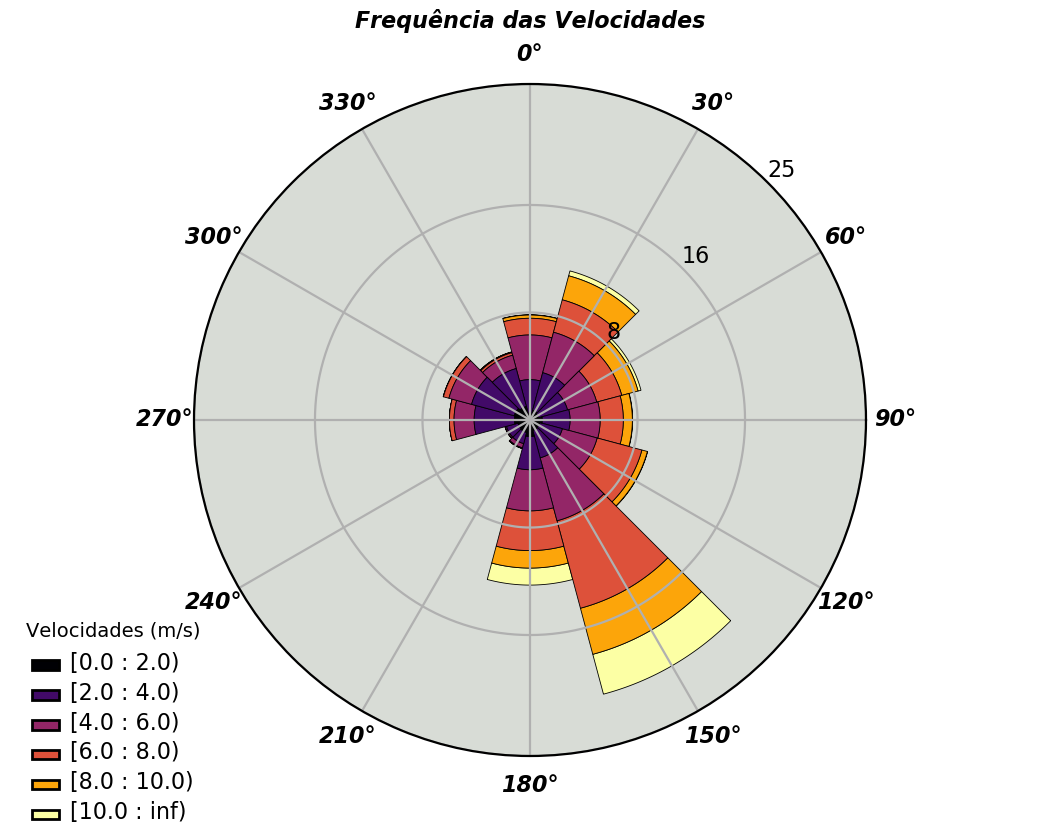 Frequência das Velocidades
0°
330°
30°
25
300°
60°
16
8
270°
90°
240°
120°
210°
150°
180°
Velocidades (m/s)
[0.0 : 2.0)
[2.0 : 4.0)
[4.0 : 6.0)
[6.0 : 8.0)
[8.0 : 10.0)
[10.0 : inf)